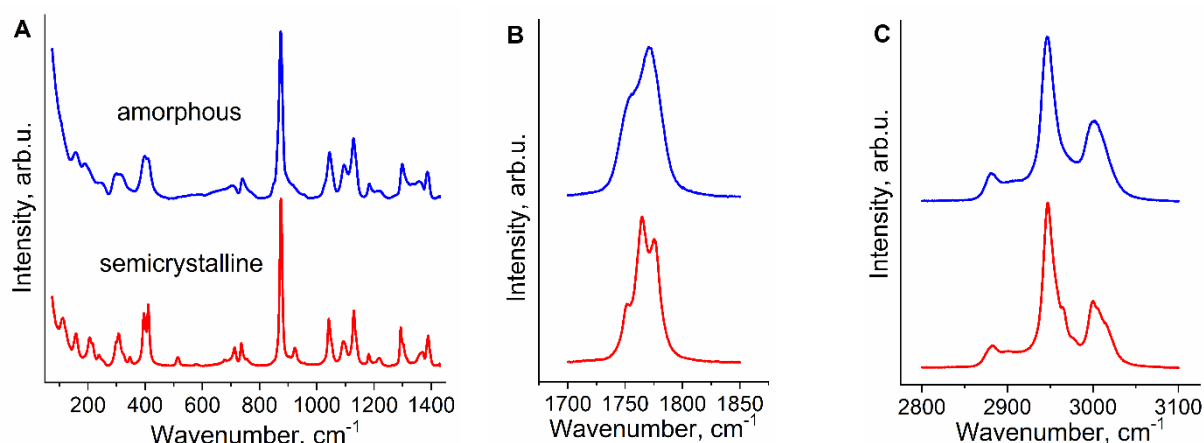 A
Intensity, arb.u.
amorphous
semicrystalline
200 400 600 800 1000 1200 1400
Wavenumber, cm⁻¹
B
Intensity, arb.u.
1700 1750 1800 1850
Wavenumber, cm⁻¹
C
Intensity, arb.u.
2800 2900 3000 3100
Wavenumber, cm⁻¹